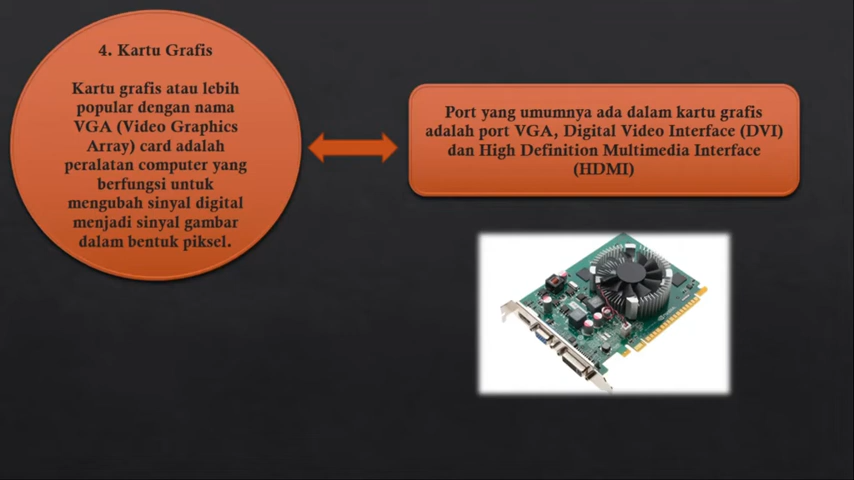 4. Kartu Grafis
Kartu grafis atau lebih
popular dengan nama
VGA (Video Graphics
Array) card adalah
peralatan computer yang
berfungsi untuk
mengubah sinyal digital
menjadi sinyal gambar
dalam bentuk piksel.
Port yang umumnya ada dalam kartu grafis
adalah port VGA, Digital Video Interface (DVI)
dan High Definition Multimedia Interface
(HDMI)